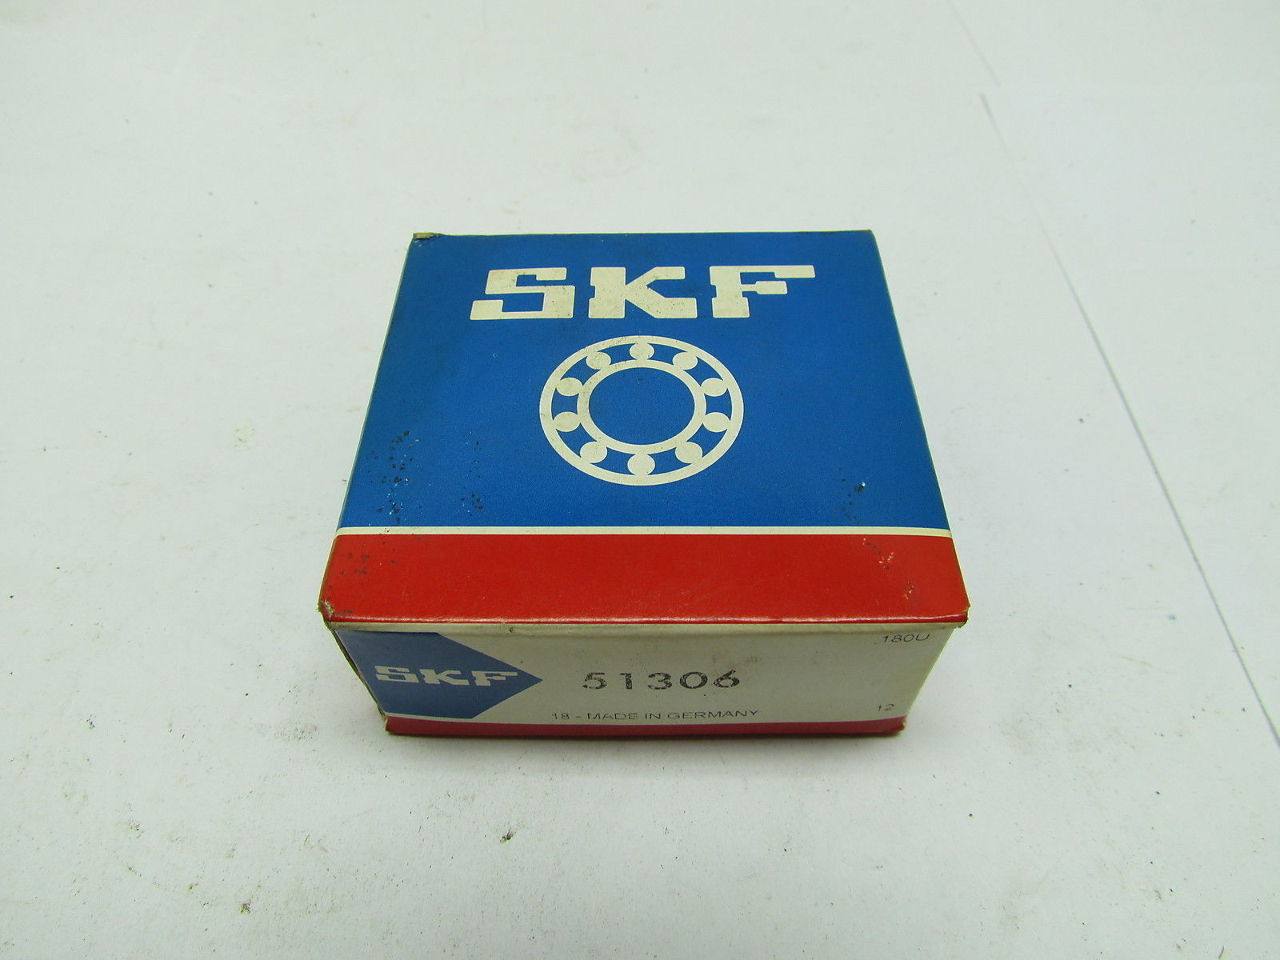 SKF
180U
SKF
51306
18 - MADE IN GERMANY
12